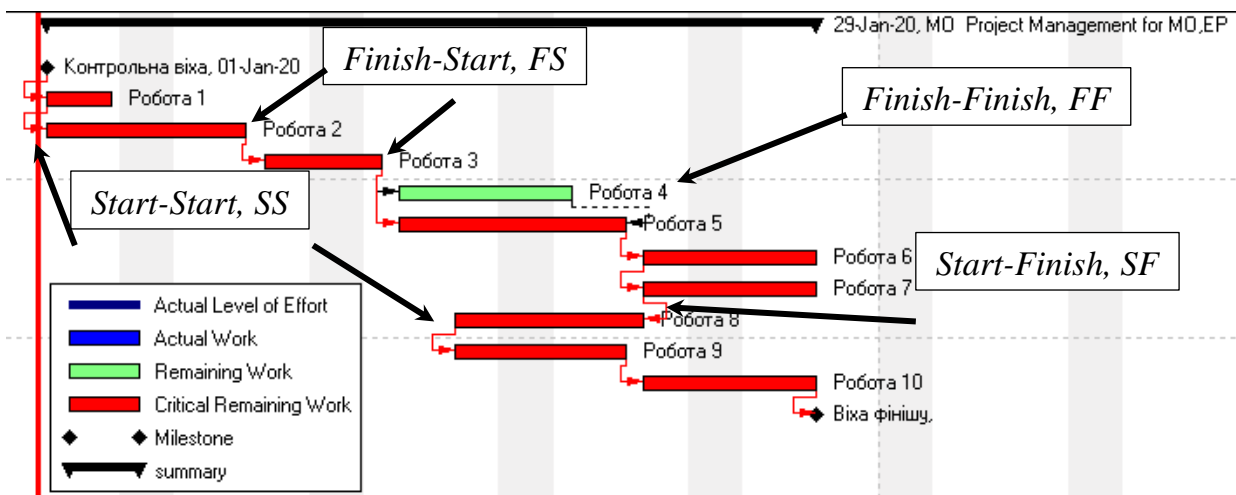 29-Jan-20, MO Project Management for MO,EP
Контрольна віха, 01-Jan-20
Finish-Start, FS
Робота 1
Finish-Finish, FF
Робота 2
Робота 3
Робота 4
Start-Start, SS
Робота 5
Робота 6
Start-Finish, SF
Робота 7
Робота 8
Робота 9
Робота 10
Віха фінішу,
Actual Level of Effort
Actual Work
Remaining Work
Critical Remaining Work
Milestone
summary